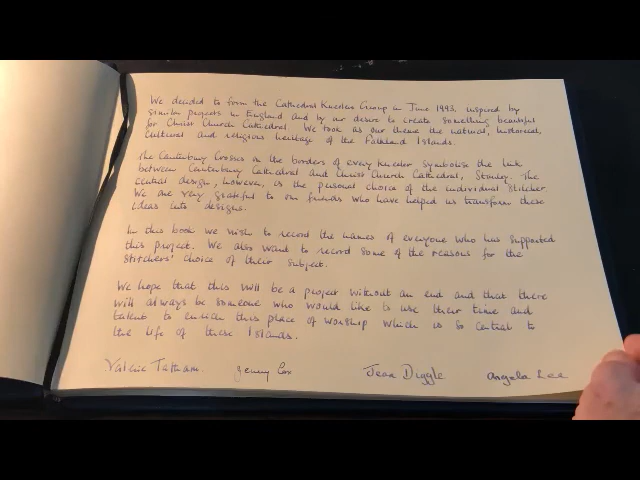 We decided to form the Cathedral Kneeler Group in June 1993, inspired by
similar projects in England and by our desire to create something beautiful
for Christ Church Cathedral. We took as our theme the natural, historical,
cultural and religious heritage of the Falkland Islands.
The Canterbury Crosses on the borders of every kneeler symbolise the link
between Canterbury Cathedral and Christ Church Cathedral, Stanley. The
central design, however, is the personal choice of the individual stitcher.
We are very grateful to our friends who have helped us transform these
ideas into designs.
In this book we wish to record the names of everyone who has supported
this project. We also want to record some of the reasons for the
stitchers' choice of their subject.
We hope that this will be a project without an end and that there
will always be someone who would like to use their time and
talent to enrich this place of worship which is so central to
the life of these Islands.
Valerie Tatham. Jenny Cox Jean Diggle Angela Lee